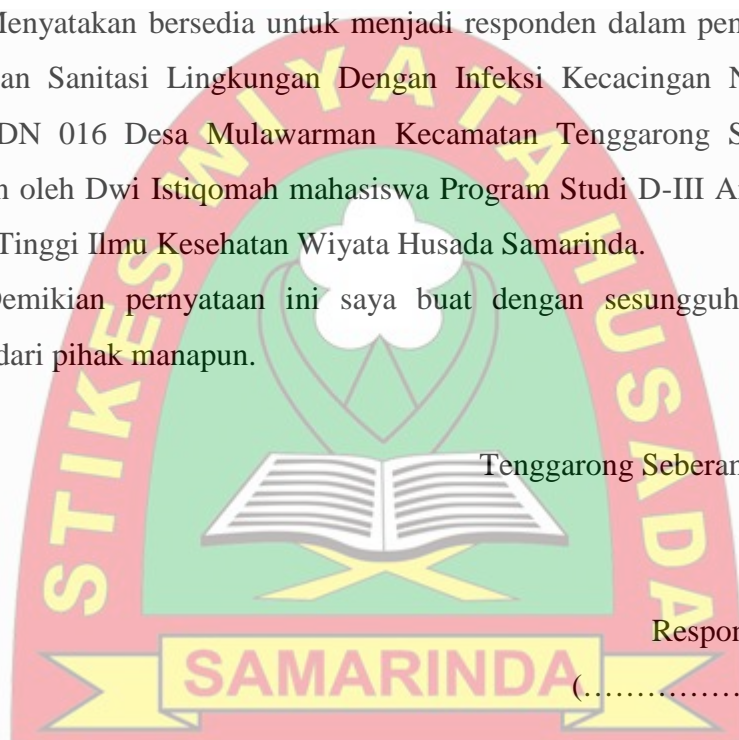 Menyatakan bersedia untuk menjadi responden dalam pen
an Sanitasi Lingkungan Dengan Infeksi Kecacingan N
DN 016 Desa Mulawarman Kecamatan Tenggarong S
n oleh Dwi Istiqomah mahasiswa Program Studi D-III A
Tinggi Ilmu Kesehatan Wiyata Husada Samarinda.
Demikian pernyataan ini saya buat dengan sesungguh
dari pihak manapun.
Tenggarong Seberan
Respon
(……………
STIKES WIYATA HUSADA
SAMARINDA